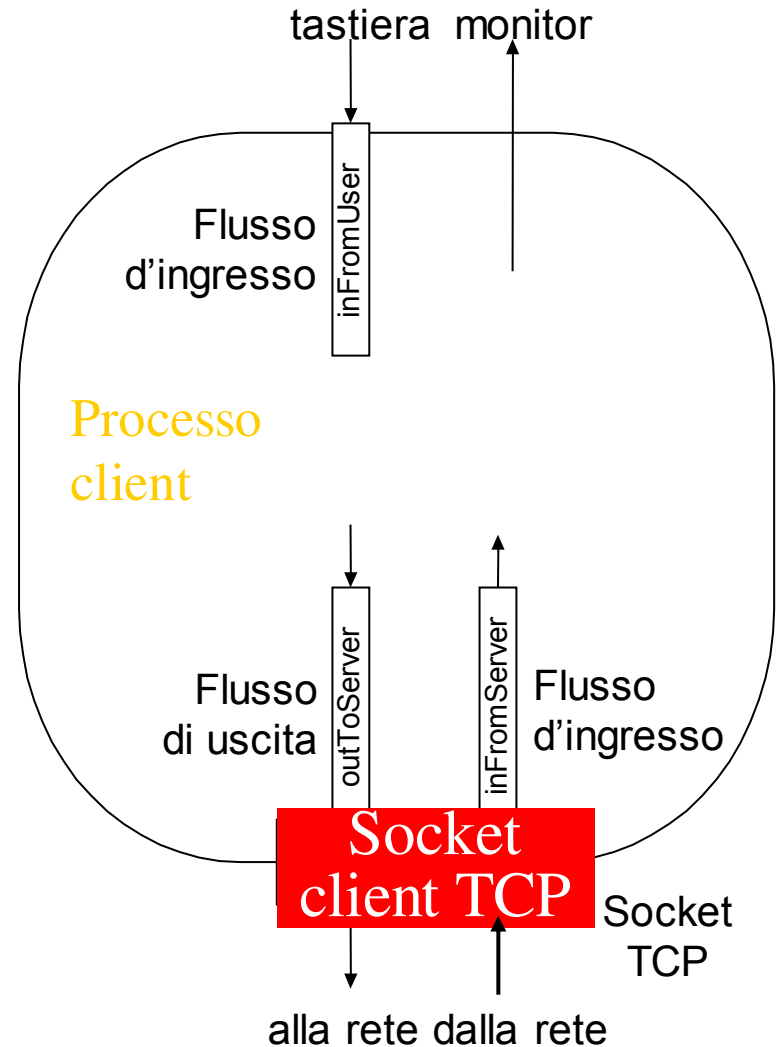 tastiera monitor
inFromUser
Flusso
d’ingresso
Processo
client
Flusso
di uscita
outToServer
inFromServer
Flusso
d’ingresso
Socket
client TCP
Socket
TCP
alla rete dalla rete